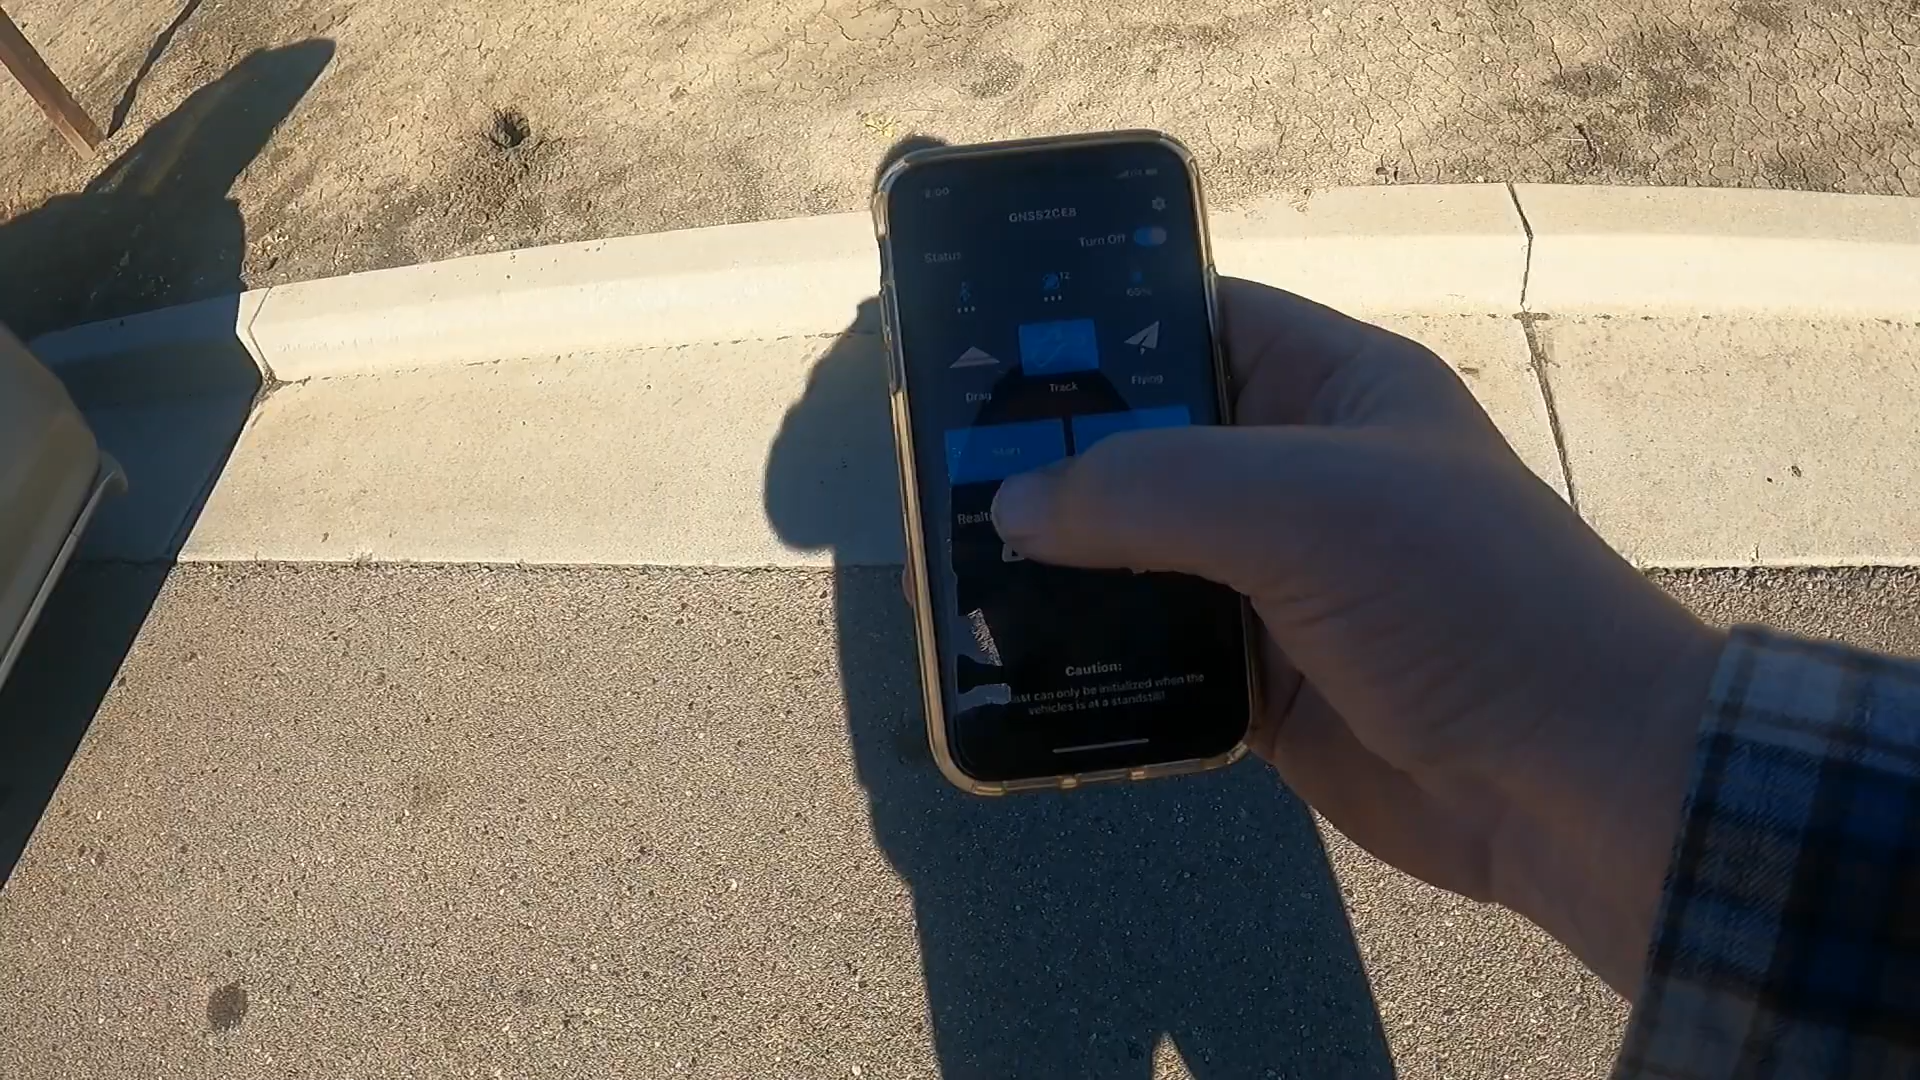 GNSS2CE8
Turn Off
Status
12
65%
Drag
Track
Flying
Start
Caution:
can only be initialized when the
vehicles is at a standstill